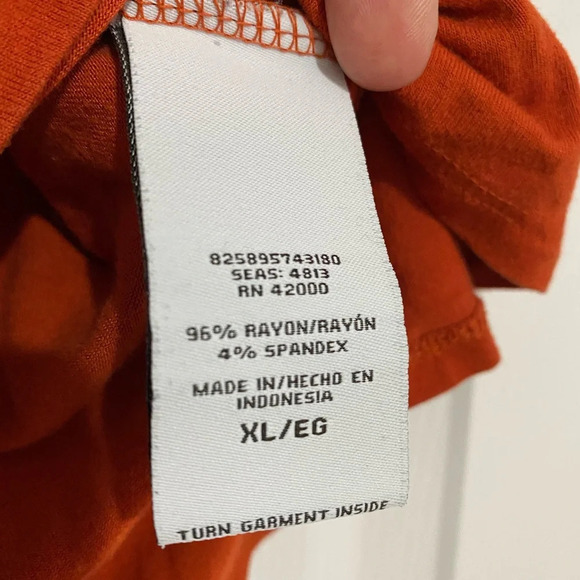 825895743180
SEAS: 4813
RN 42000
96% RAYON/RAYÓN
4% SPANDEX
MADE IN/HECHO EN
INDONESIA
XL/EG
TURN GARMENT INSIDE